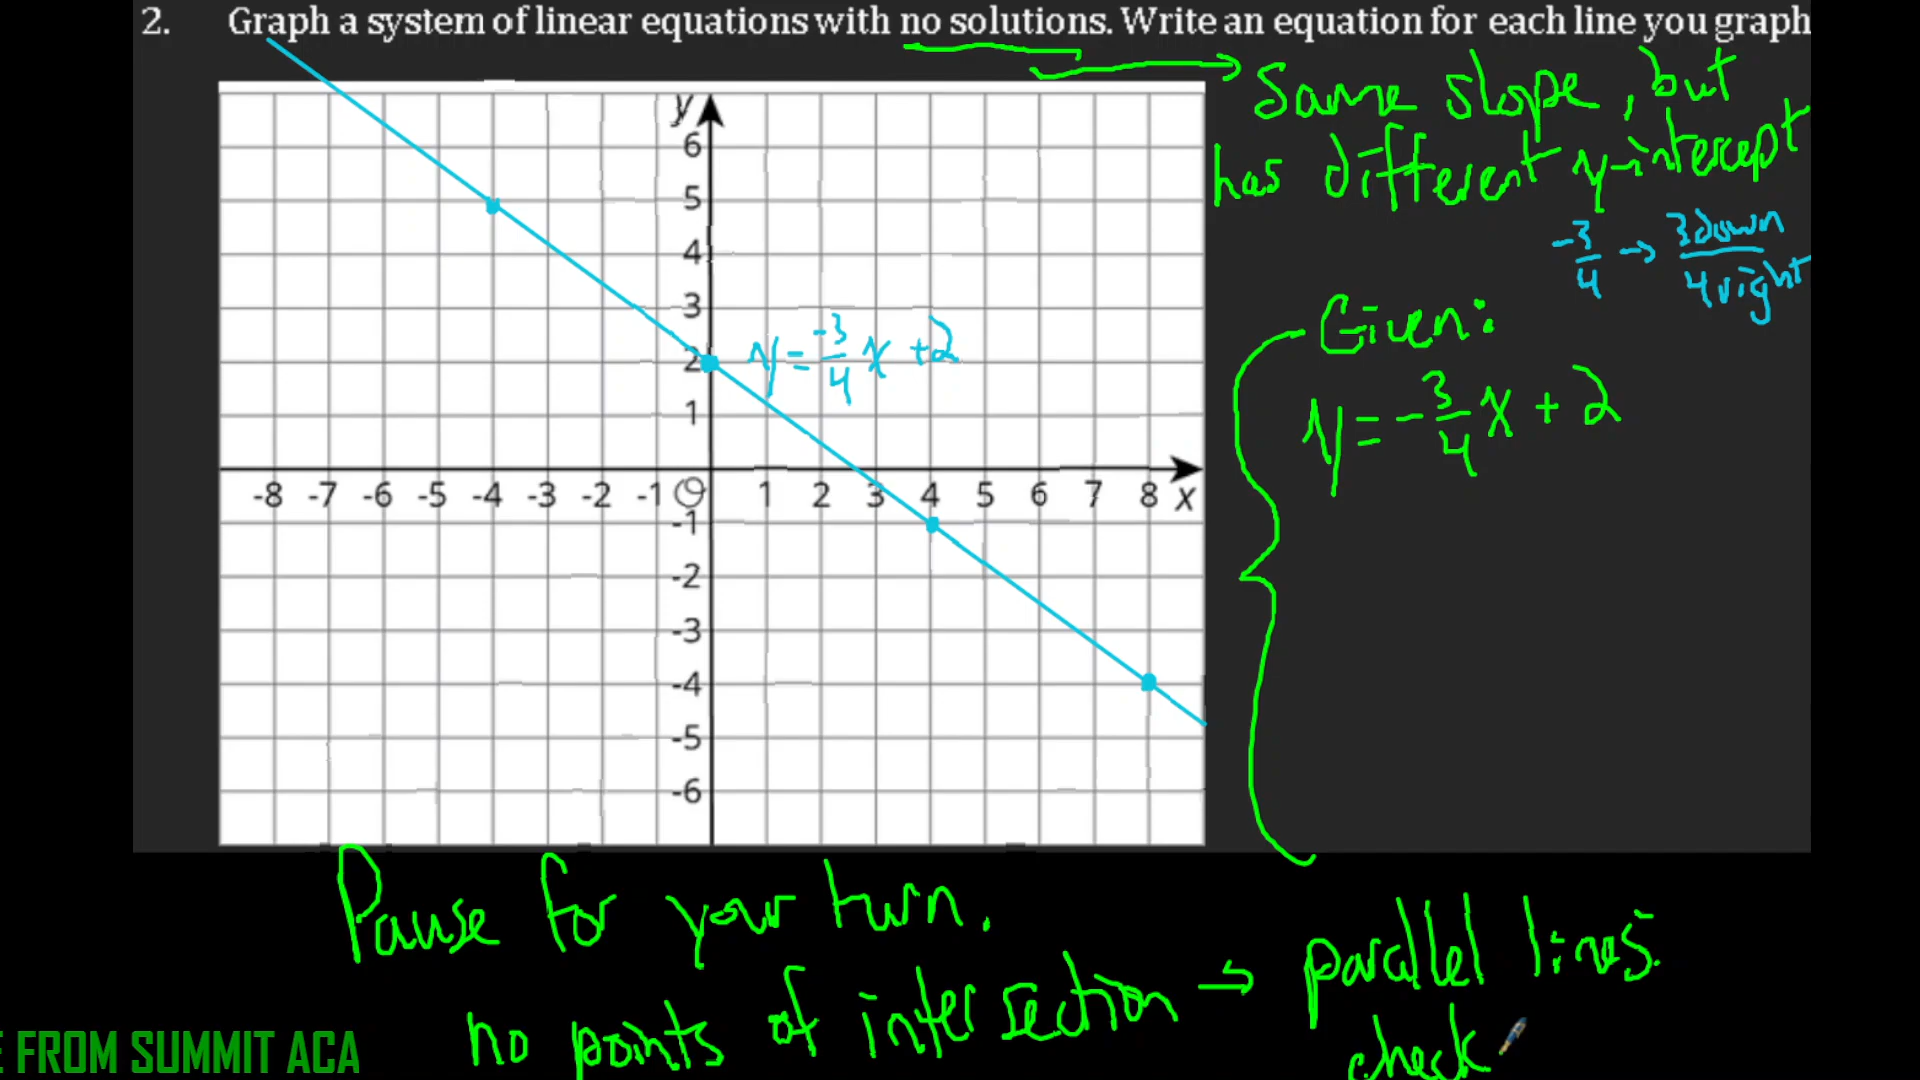 2. Graph a system of linear equations with no solutions. Write an equation for each line you graph
Same slope, but
has different y-intercept
-3/4 → 3 down / 4 right
Given:
y = -3/4 x + 2
y
6
5
4
3
2
1
y = -3/4 x + 2
-8 -7 -6 -5 -4 -3 -2 -1 O 1 2 3 4 5 6 7 8 x
-1
-2
-3
-4
-5
-6
Pause for your turn.
no points of intersection → parallel lines.
check
E FROM SUMMIT ACA